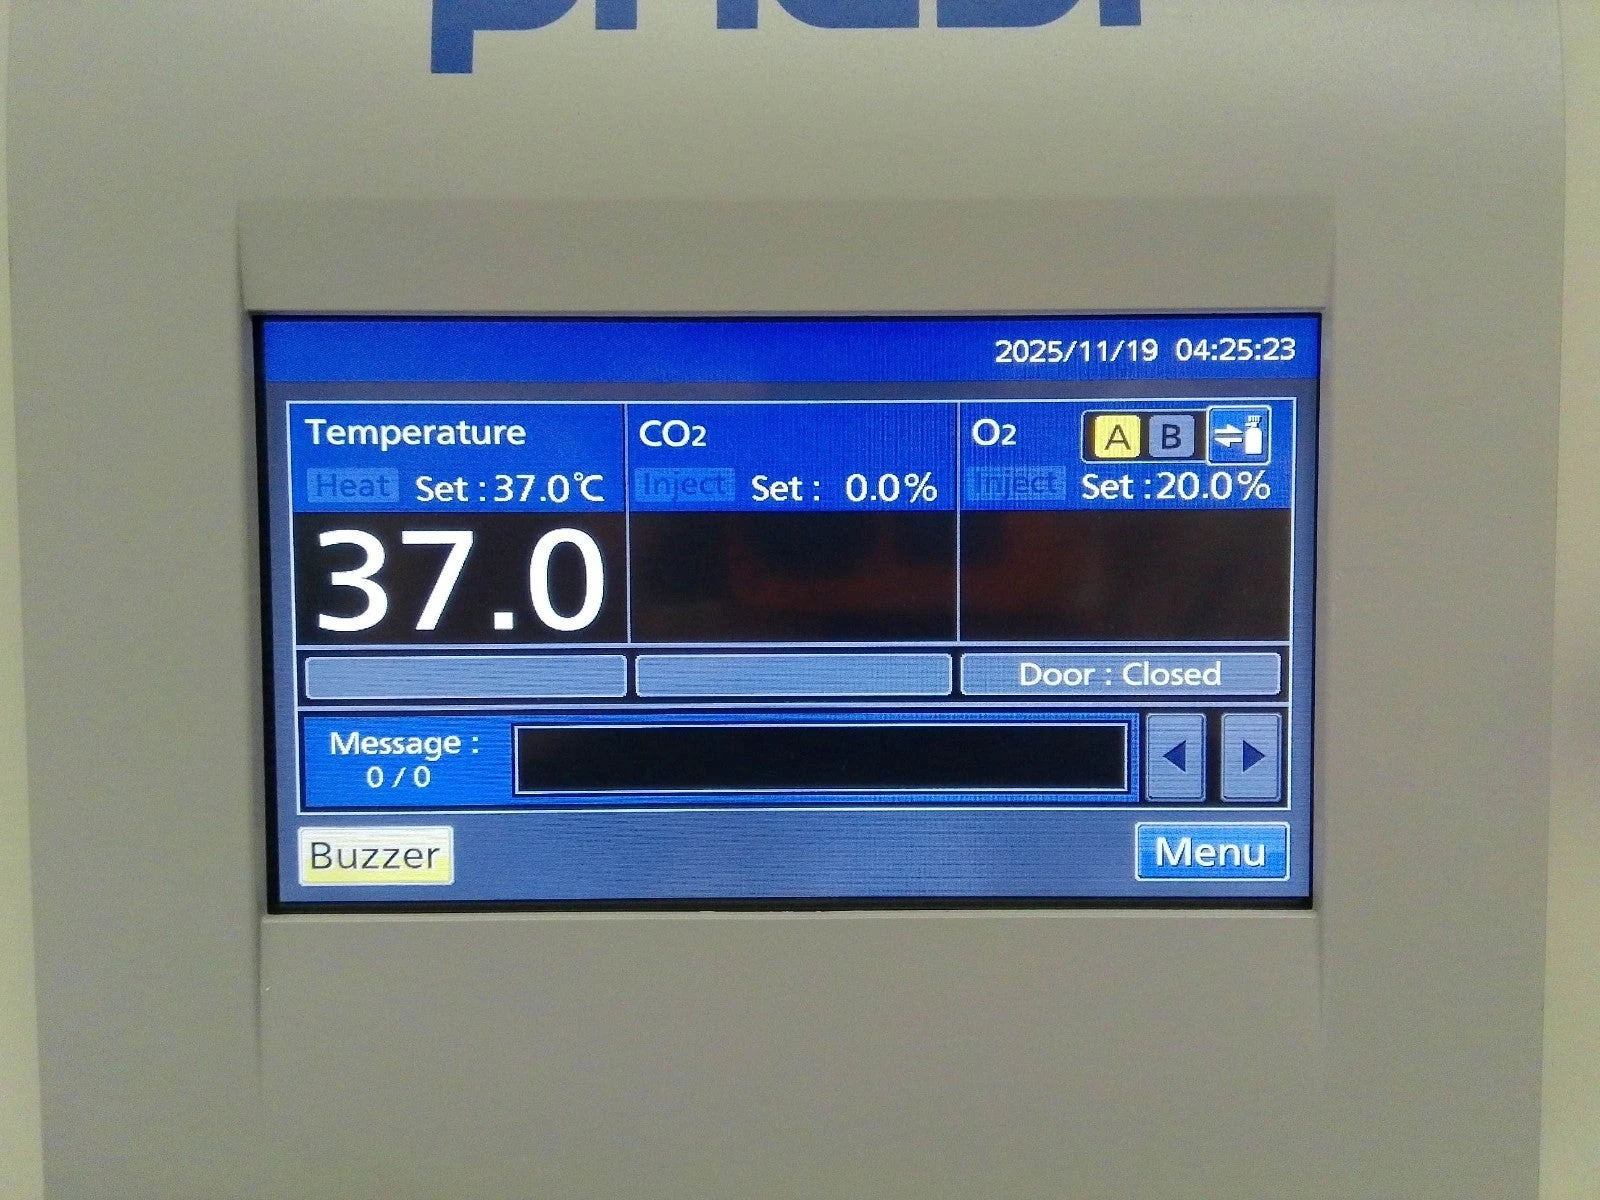 2025/11/19 04:25:23
Temperature
Heat Set : 37.0℃
37.0
CO2
Inject Set : 0.0%
O2 A B
Inject Set : 20.0%
Door : Closed
Message :
0 / 0
Buzzer
Menu